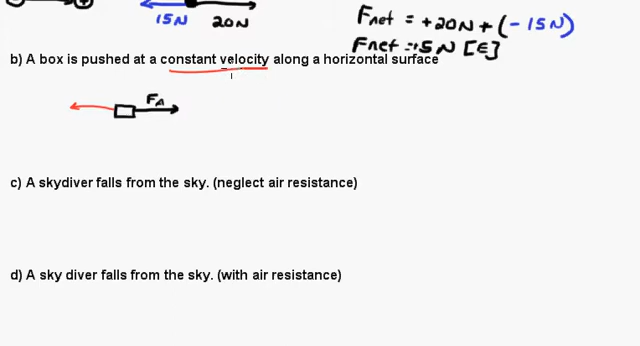 15N 20N
Fnet = +20N + (-15N)
Fnet = +5N [E]
b) A box is pushed at a constant velocity along a horizontal surface
FA
c) A skydiver falls from the sky. (neglect air resistance)
d) A sky diver falls from the sky. (with air resistance)